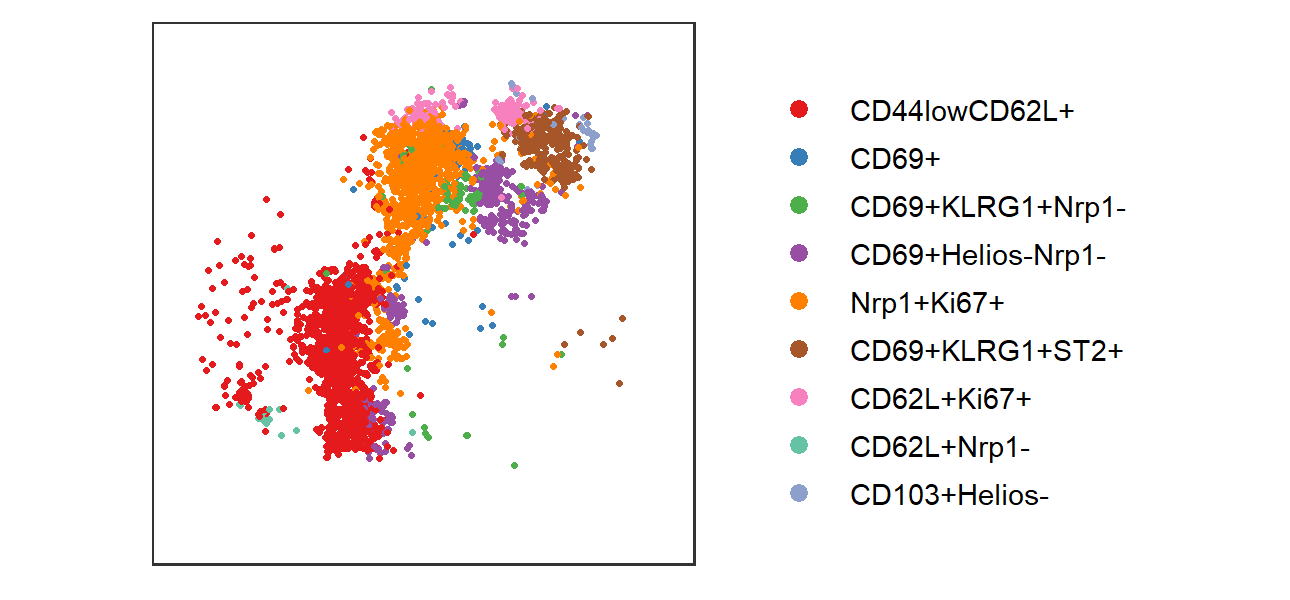 CD44lowCD62L+
CD69+
CD69+KLRG1+Nrp1-
CD69+Helios-Nrp1-
Nrp1+Ki67+
CD69+KLRG1+ST2+
CD62L+Ki67+
CD62L+Nrp1-
CD103+Helios-